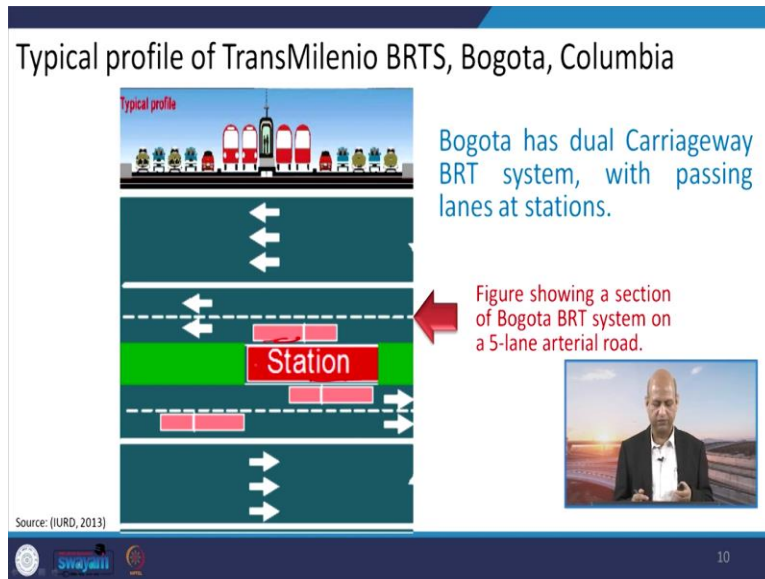 Typical profile of TransMilenio BRTS, Bogota, Columbia
Typical profile
Bogota has dual Carriageway
BRT system, with passing
lanes at stations.
Figure showing a section
of Bogota BRT system on
a 5-lane arterial road.
Station
Source: (IURD, 2013)
swayam
10